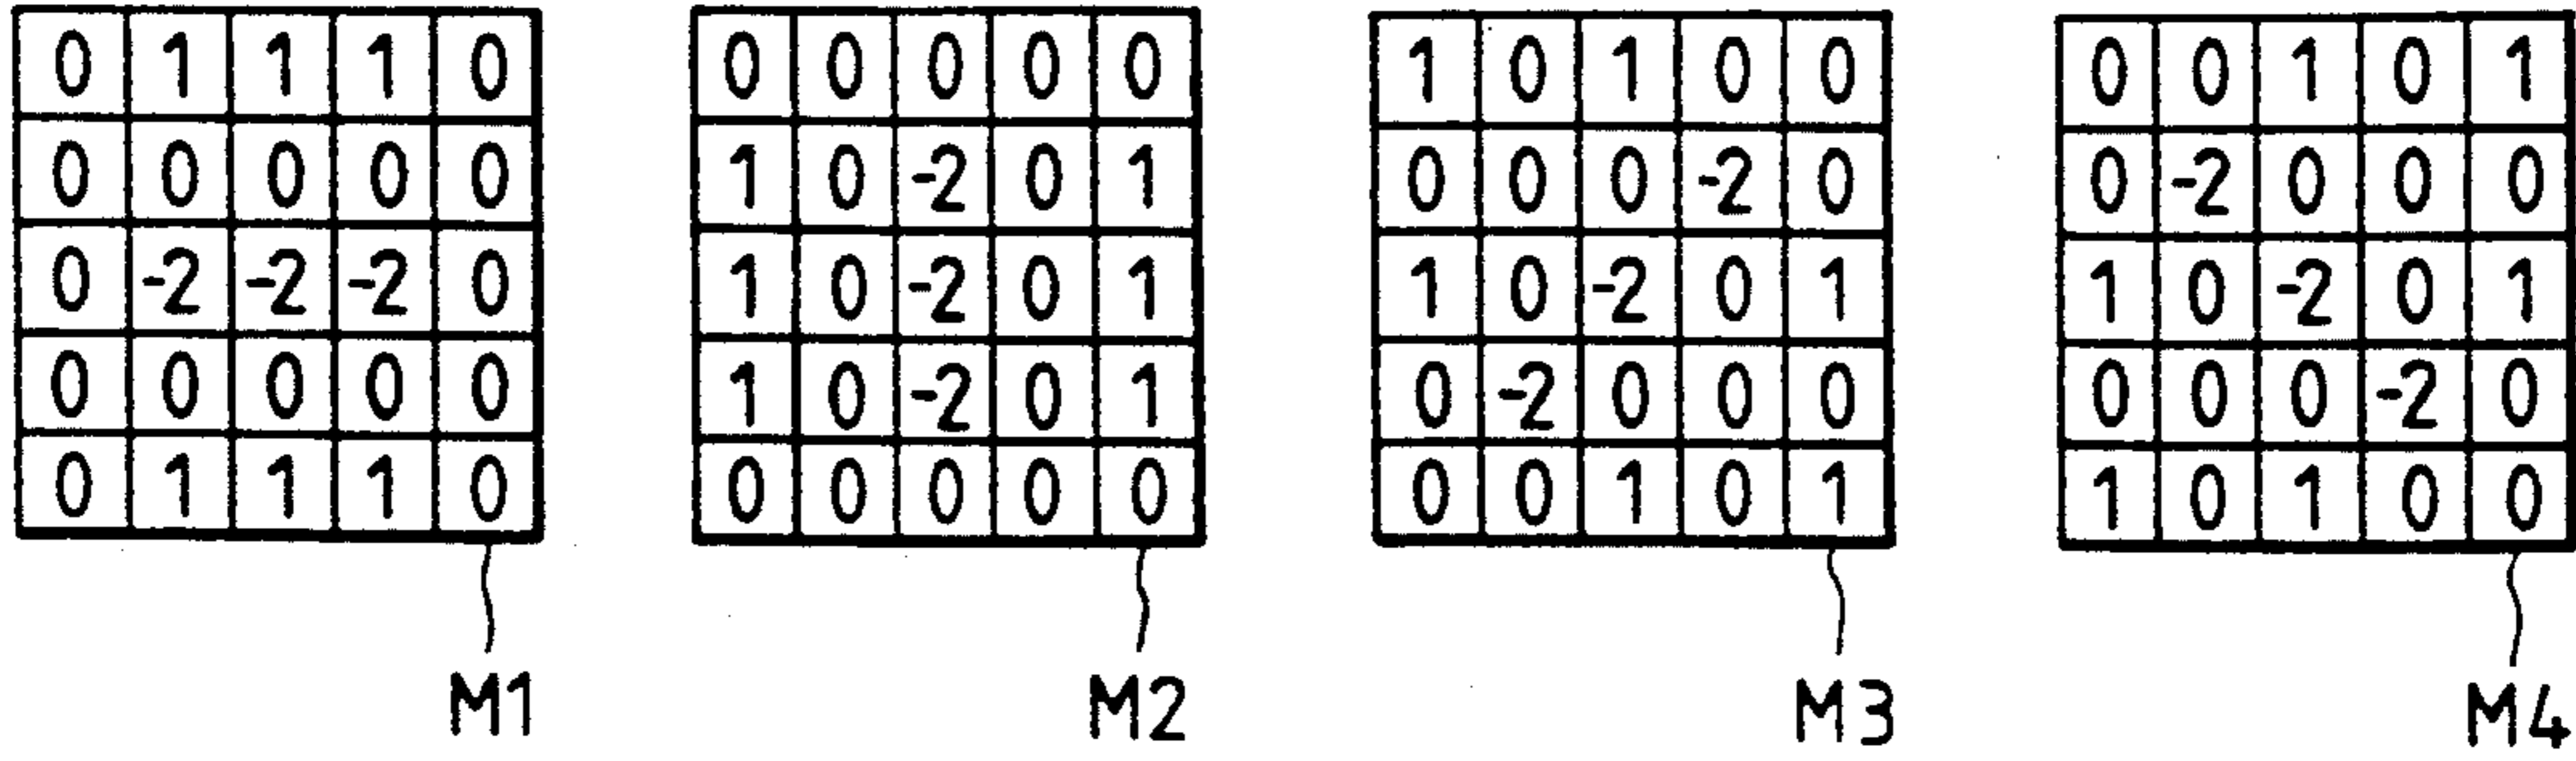 0 1 1 1 0 0 0 0 0 0 1 0 1 0 0 0 0 1 0 1
0 0 0 0 0 1 0 -2 0 1 0 0 0 -2 0 0 -2 0 0 0
0 -2 -2 -2 0 1 0 -2 0 1 1 0 -2 0 1 1 0 -2 0 1
0 0 0 0 0 1 0 -2 0 1 0 -2 0 0 0 0 0 0 -2 0
0 1 1 1 0 0 0 0 0 0 0 0 1 0 1 1 0 1 0 0
M1 M2 M3 M4